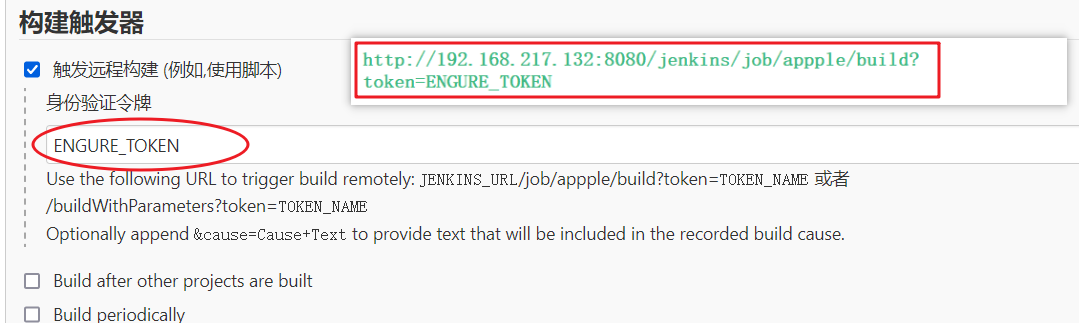 构建触发器
http://192.168.217.132:8080/jenkins/job/appple/build?
token=ENGURE_TOKEN
触发远程构建 (例如,使用脚本)
身份验证令牌
ENGURE_TOKEN
Use the following URL to trigger build remotely: JENKINS_URL/job/appple/build?token=TOKEN_NAME 或者
/buildWithParameters?token=TOKEN_NAME
Optionally append &cause=Cause+Text to provide text that will be included in the recorded build cause.
Build after other projects are built
Build periodically